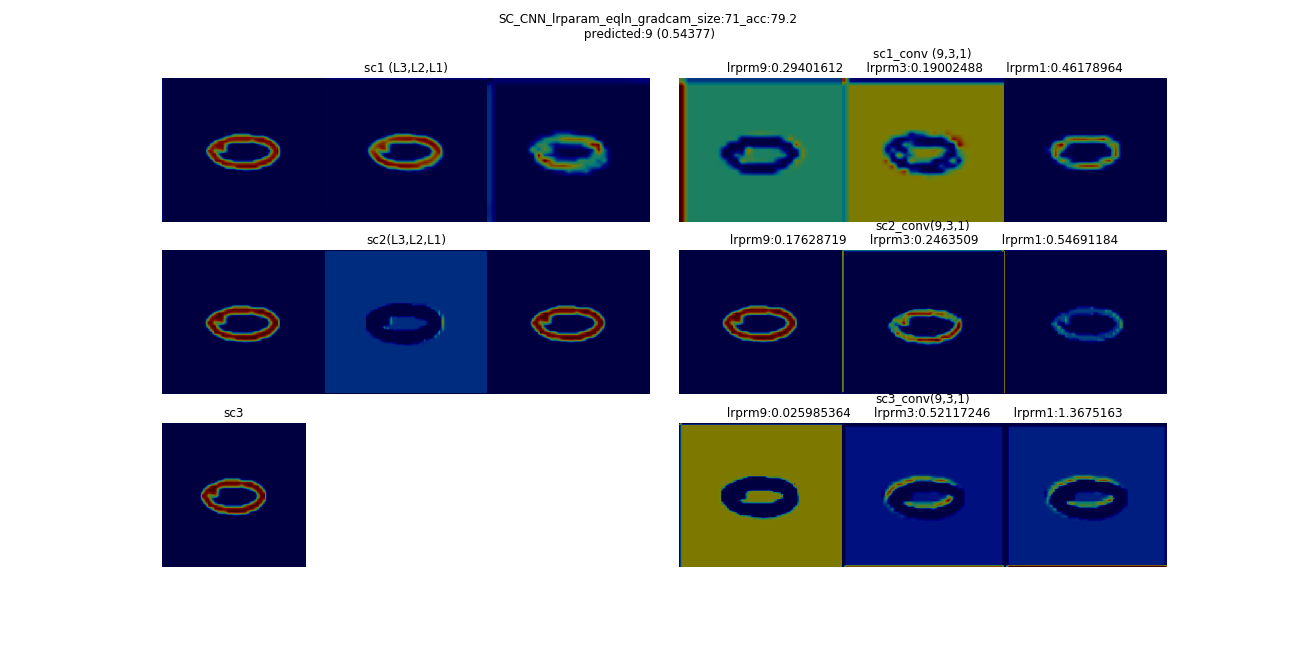 SC_CNN_lrparam_eqln_gradcam_size:71_acc:79.2
predicted:9 (0.54377)
sc1 (L3,L2,L1)
sc1_conv (9,3,1)
lrprm9:0.29401612 lrprm3:0.19002488 lrprm1:0.46178964
sc2(L3,L2,L1)
sc2_conv(9,3,1)
lrprm9:0.17628719 lrprm3:0.2463509 lrprm1:0.54691184
sc3
sc3_conv(9,3,1)
lrprm9:0.025985364 lrprm3:0.52117246 lrprm1:1.3675163